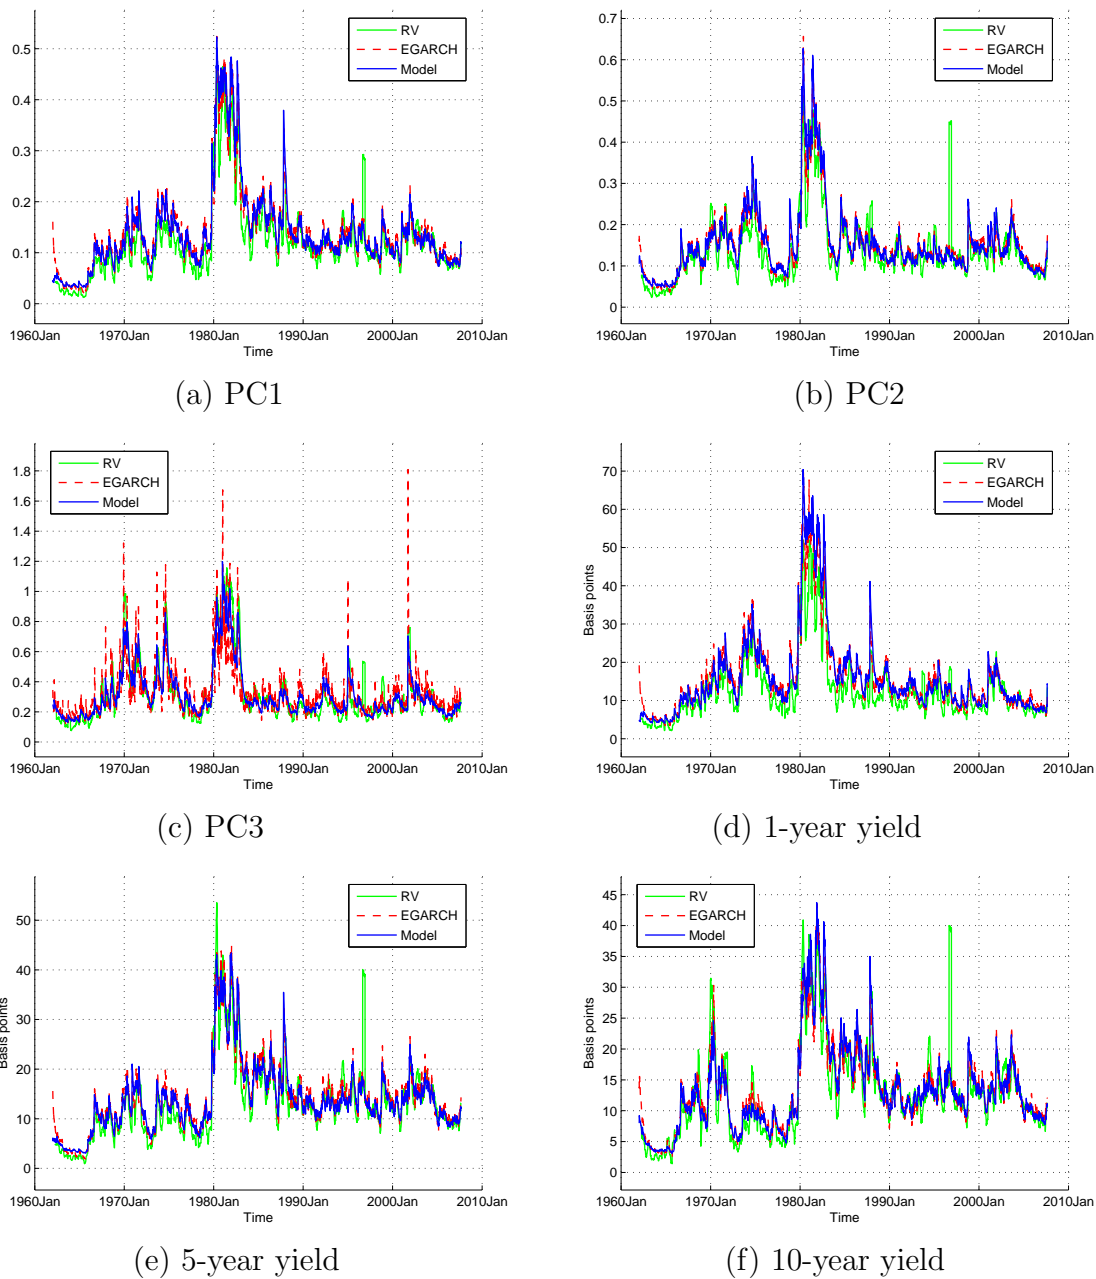 RV
EGARCH
Model
0.5
0.4
0.3
0.2
0.1
0
1960Jan 1970Jan 1980Jan 1990Jan 2000Jan 2010Jan
Time
(a) PC1
RV
EGARCH
Model
0.7
0.6
0.5
0.4
0.3
0.2
0.1
0
1960Jan 1970Jan 1980Jan 1990Jan 2000Jan 2010Jan
Time
(b) PC2
RV
EGARCH
Model
1.8
1.6
1.4
1.2
1
0.8
0.6
0.4
0.2
0
1960Jan 1970Jan 1980Jan 1990Jan 2000Jan 2010Jan
Time
(c) PC3
RV
EGARCH
Model
Basis points
70
60
50
40
30
20
10
0
1960Jan 1970Jan 1980Jan 1990Jan 2000Jan 2010Jan
Time
(d) 1-year yield
RV
EGARCH
Model
Basis points
50
40
30
20
10
0
1960Jan 1970Jan 1980Jan 1990Jan 2000Jan 2010Jan
Time
(e) 5-year yield
RV
EGARCH
Model
Basis points
45
40
35
30
25
20
15
10
5
0
1960Jan 1970Jan 1980Jan 1990Jan 2000Jan 2010Jan
Time
(f) 10-year yield